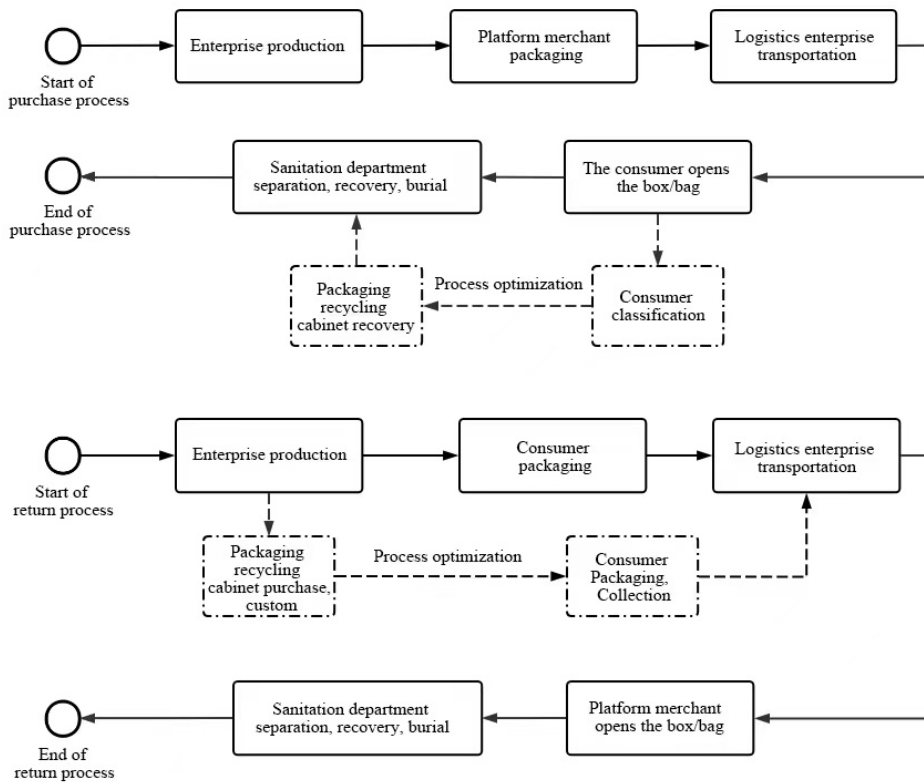 Enterprise production
Platform merchant
packaging
Logistics enterprise
transportation
Start of
purchase process
Sanitation department
separation, recovery, burial
The consumer opens
the box/bag
End of
purchase process
Packaging
recycling
cabinet recovery
Process optimization
Consumer
classification
Enterprise production
Consumer
packaging
Logistics enterprise
transportation
Start of
return process
Packaging
recycling
cabinet purchase,
custom
Process optimization
Consumer
Packaging,
Collection
Sanitation department
separation, recovery, burial
Platform merchant
opens the box/bag
End of
return process